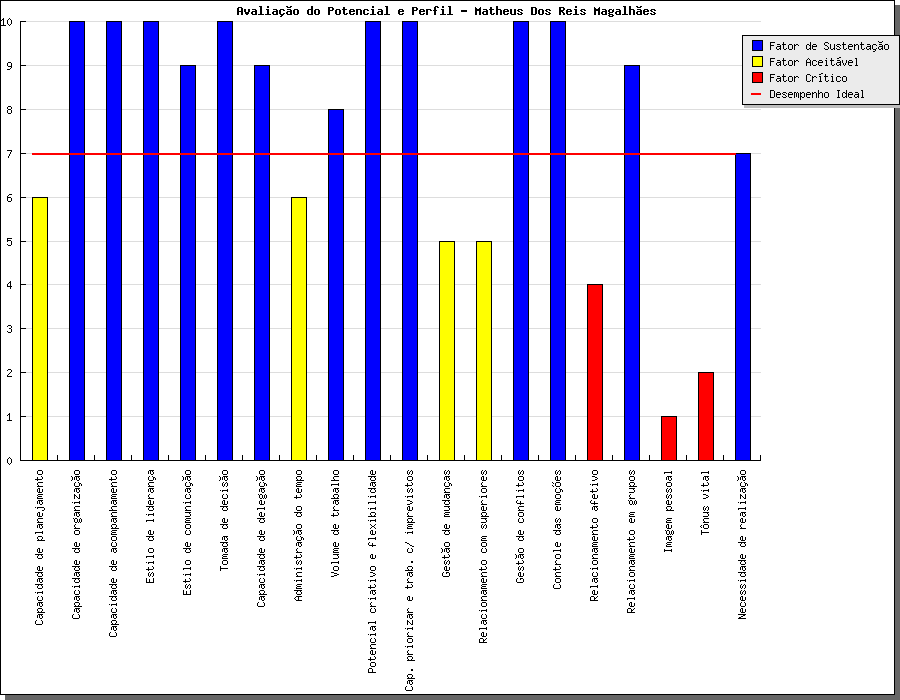 Avaliação do Potencial e Perfil - Matheus Dos Reis Magalhães
10
9
8
7
6
5
4
3
2
1
0
Fator de Sustentação
Fator Aceitável
Fator Crítico
Desempenho Ideal
Capacidade de planejamento
Capacidade de organização
Capacidade de acompanhamento
Estilo de liderança
Estilo de comunicação
Tomada de decisão
Capacidade de delegação
Administração do tempo
Volume de trabalho
Potencial criativo e flexibilidade
Cap. priorizar e trab. c/ imprevistos
Gestão de mudanças
Relacionamento com superiores
Gestão de conflitos
Controle das emoções
Relacionamento afetivo
Relacionamento em grupos
Imagem pessoal
Tônus vital
Necessidade de realização